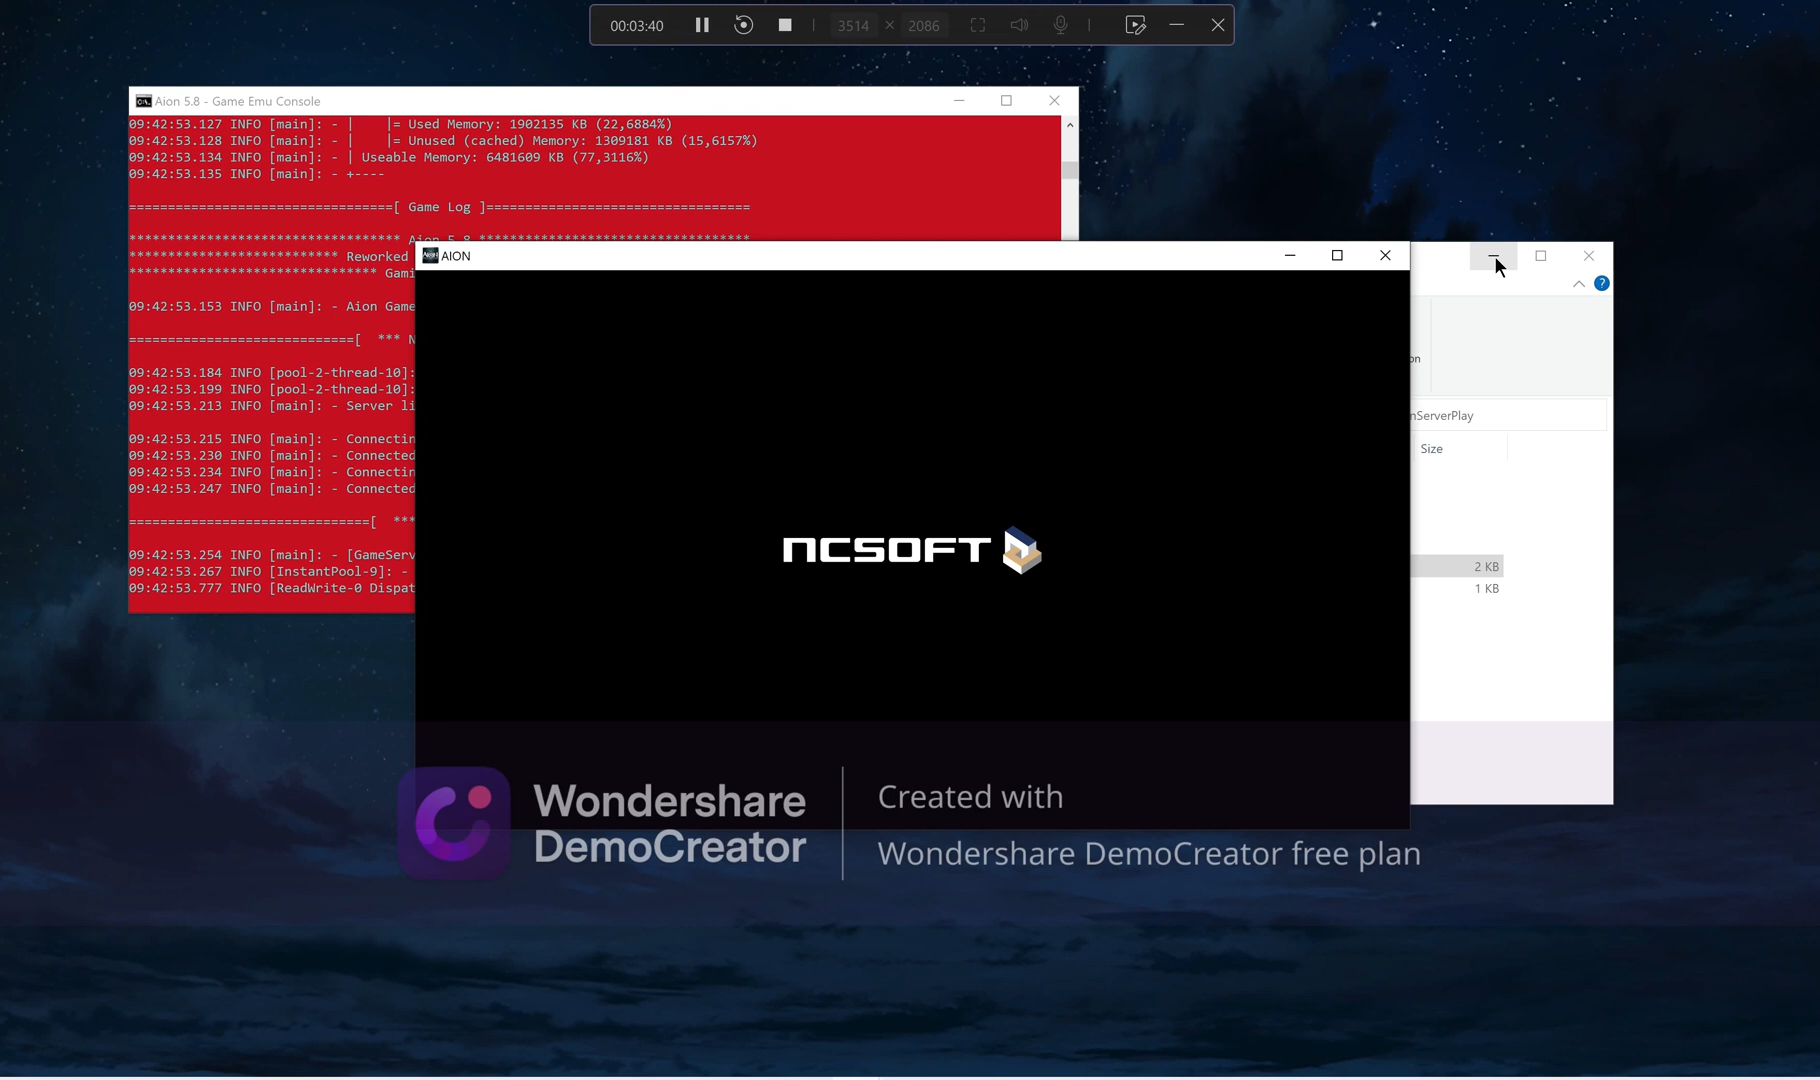 00:03:40
3514 × 2086
Aion 5.8 - Game Emu Console
09:42:53.127 INFO [main]: - |    |= Used Memory: 1902135 KB (22,6884%)
09:42:53.128 INFO [main]: - |    |= Unused (cached) Memory: 1309181 KB (15,6157%)
09:42:53.134 INFO [main]: - | Useable Memory: 6481609 KB (77,3116%)
09:42:53.135 INFO [main]: - +----
==================================[ Game Log ]==================================
*********************************** Aion 5.8 ***********************************
*************************** Reworked
******************************** Gami
09:42:53.153 INFO [main]: - Aion Game
=============================[  *** N
09:42:53.184 INFO [pool-2-thread-10]:
09:42:53.199 INFO [pool-2-thread-10]:
09:42:53.213 INFO [main]: - Server li
09:42:53.215 INFO [main]: - Connectin
09:42:53.230 INFO [main]: - Connected
09:42:53.234 INFO [main]: - Connectin
09:42:53.247 INFO [main]: - Connected
===============================[  ***
09:42:53.254 INFO [main]: - [GameServ
09:42:53.267 INFO [InstantPool-9]: -
09:42:53.777 INFO [ReadWrite-0 Dispat
AION
NCSOFT
on
nServerPlay
Size
2 KB
1 KB
Wondershare
DemoCreator
Created with
Wondershare DemoCreator free plan